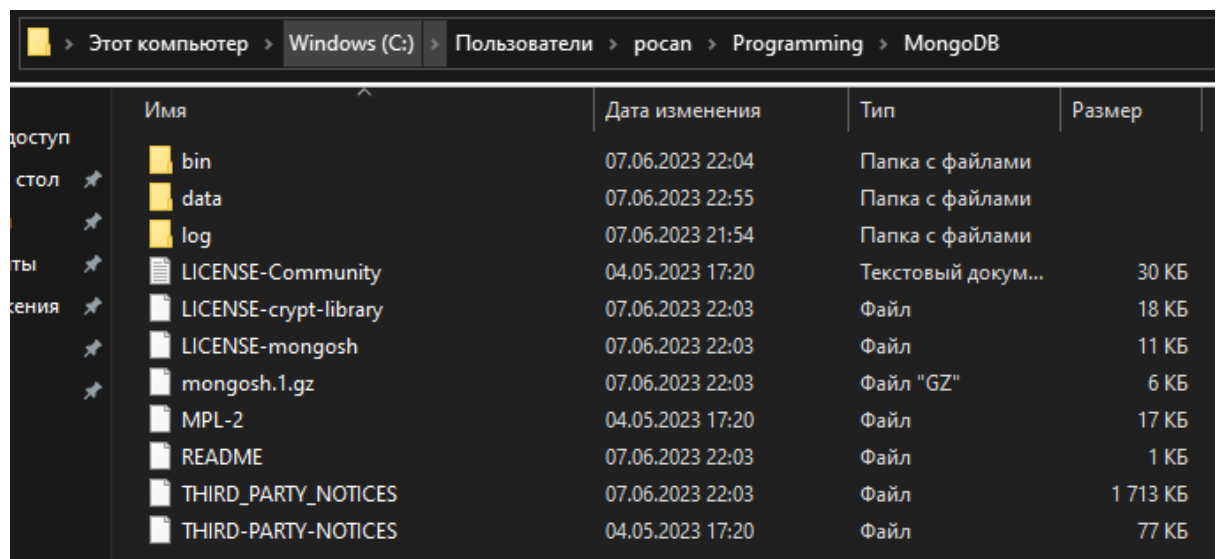 Этот компьютер > Windows (C:) > Пользователи > pocan > Programming > MongoDB
Имя Дата изменения Тип Размер
доступ
стол
ты
жения
bin 07.06.2023 22:04 Папка с файлами
data 07.06.2023 22:55 Папка с файлами
log 07.06.2023 21:54 Папка с файлами
LICENSE-Community 04.05.2023 17:20 Текстовый докум... 30 КБ
LICENSE-crypt-library 07.06.2023 22:03 Файл 18 КБ
LICENSE-mongosh 07.06.2023 22:03 Файл 11 КБ
mongosh.1.gz 07.06.2023 22:03 Файл "GZ" 6 КБ
MPL-2 04.05.2023 17:20 Файл 17 КБ
README 07.06.2023 22:03 Файл 1 КБ
THIRD_PARTY_NOTICES 07.06.2023 22:03 Файл 1 713 КБ
THIRD-PARTY-NOTICES 04.05.2023 17:20 Файл 77 КБ